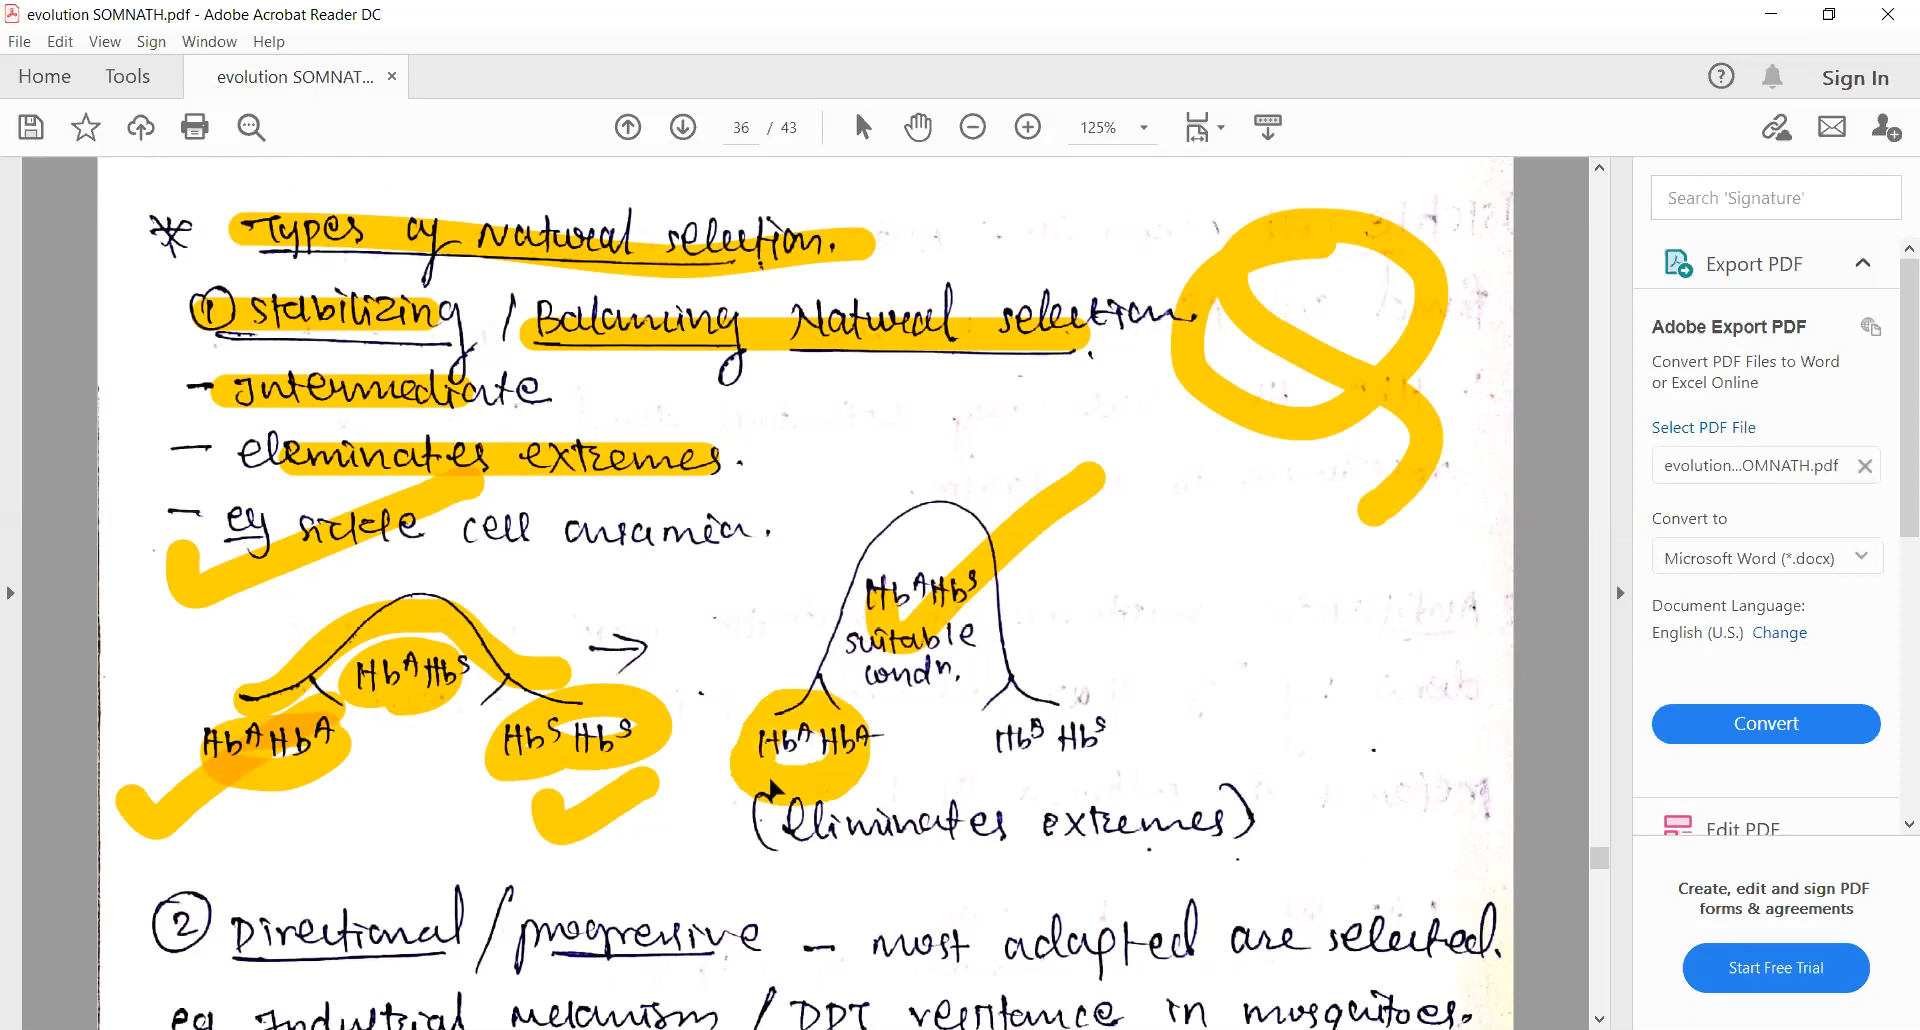 evolution SOMNATH.pdf - Adobe Acrobat Reader DC
File Edit View Sign Window Help
Home Tools evolution SOMNAT... × Sign In
36 / 43 125%
* Types of Natural selection.
① stabilizing / Balancing Natural selection.
- Intermediate
- eleminates extremes.
- eg sickle cell anaamia.
HbᴬHbˢ →
HbᴬHbᴬ HbˢHbˢ
HbᴬHbˢ
suitable
condn.
HbᴬHbA HbˢHbˢ
(Eliminates extremes)
② Directional / progressive - most adapted are selected.
eg Industrial melanism / DDT resistance in mosquitoes.
Search 'Signature'
Export PDF
Adobe Export PDF
Convert PDF Files to Word
or Excel Online
Select PDF File
evolution...OMNATH.pdf
Convert to
Microsoft Word (*.docx)
Document Language:
English (U.S.) Change
Convert
Edit PDF
Create, edit and sign PDF
forms & agreements
Start Free Trial